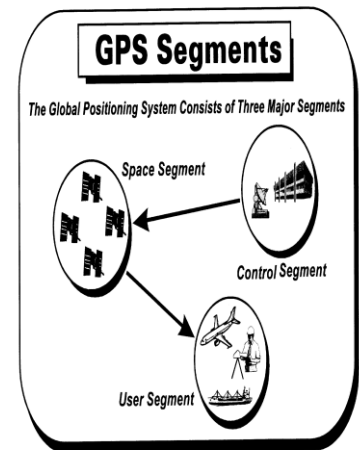 GPS Segments
The Global Positioning System Consists of Three Major Segments
Space Segment
Control Segment
User Segment